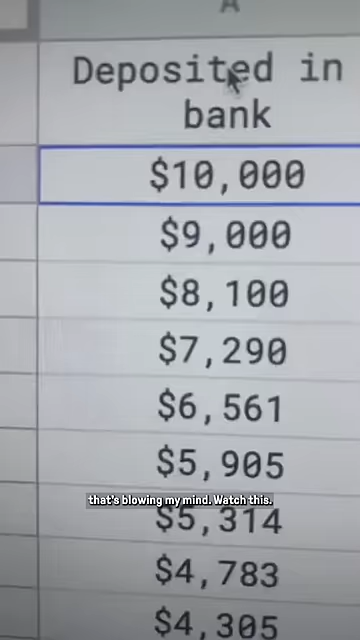 A
Deposited in
bank
$10,000
$9,000
$8,100
$7,290
$6,561
$5,905
that's blowing my mind. Watch this.
$5,314
$4,783
$4,305